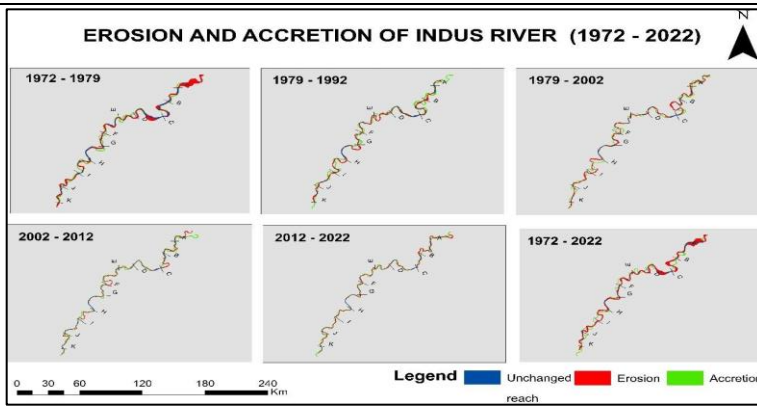 N
EROSION AND ACCRETION OF INDUS RIVER (1972 - 2022)
1972 - 1979
A
B
C
D
E
F
G
H
I
J
K
1979 - 1992
A
B
C
D
E
F
G
H
I
J
K
1979 - 2002
A
B
C
D
E
F
G
H
I
J
K
2002 - 2012
A
B
C
D
E
F
G
H
I
J
K
2012 - 2022
A
B
C
D
E
F
G
H
I
J
K
1972 - 2022
A
B
C
D
E
F
G
H
I
J
K
0 30 60 120 180 240
Km
Legend Unchanged reach Erosion Accretion